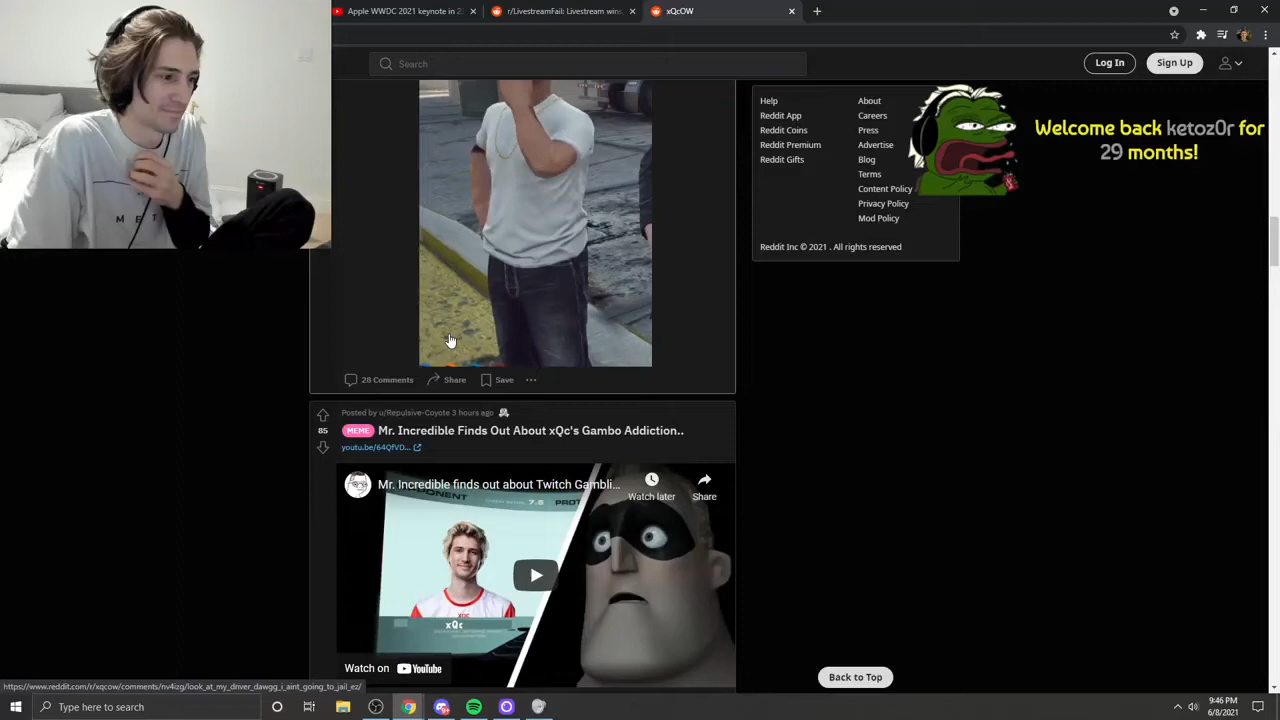 Apple WWDC 2021 keynote in 2
r/LivestreamFail: Livestream wins
xQcOW
Search
Log In
Sign Up
Help
About
Reddit App
Careers
Reddit Coins
Press
Reddit Premium
Advertise
Reddit Gifts
Blog
Terms
Content Policy
Privacy Policy
Mod Policy
Reddit Inc © 2021 . All rights reserved
Welcome back ketoz0r for
29 months!
MET
28 Comments
Share
Save
Posted by u/Repulsive-Coyote 3 hours ago
85
MEME
Mr. Incredible Finds Out About xQc's Gambo Addiction..
youtu.be/64QfVD...
Mr. Incredible finds out about Twitch Gambli...
Watch later
Share
PONENT
7.5
PROT
xQc
Watch on YouTube
Back to Top
https://www.reddit.com/r/xqcow/comments/nv4izg/look_at_my_driver_dawgg_i_aint_going_to_jail_ez/
Type here to search
9:46 PM
6/8/2021